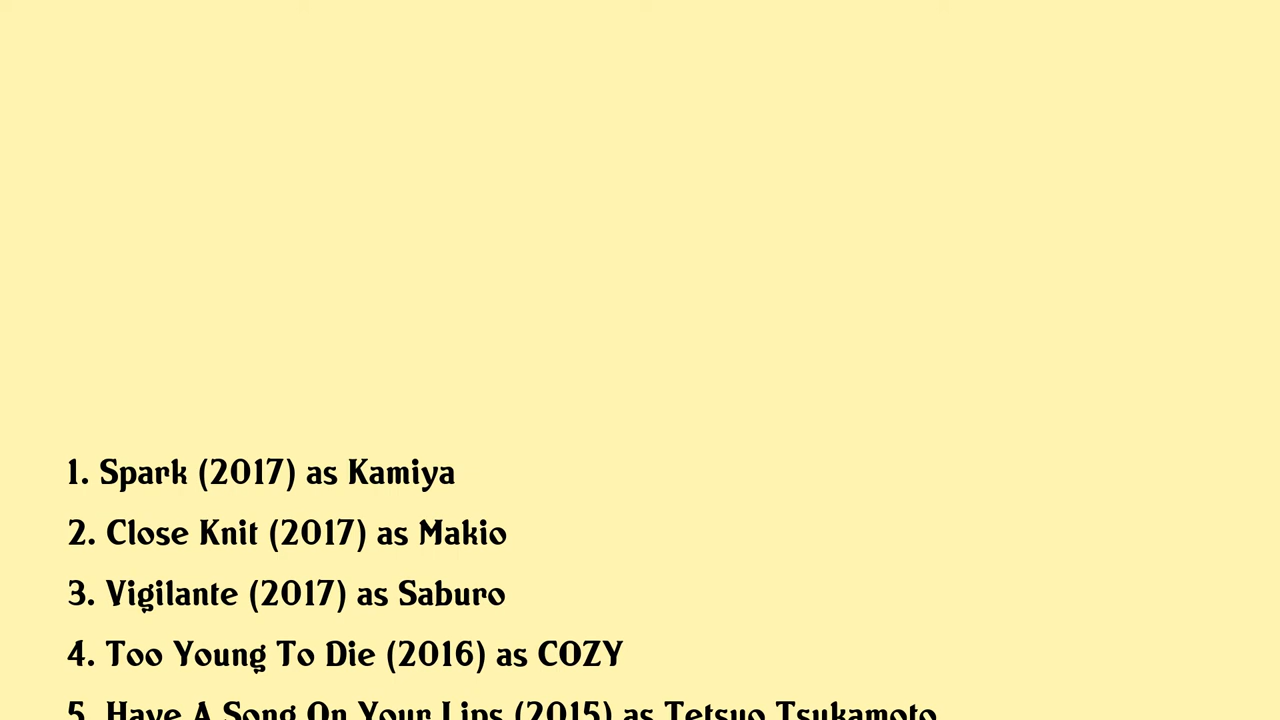 1. Spark (2017) as Kamiya
2. Close Knit (2017) as Makio
3. Vigilante (2017) as Saburo
4. Too Young To Die (2016) as COZY
5. Have A Song On Your Lips (2015) as Tetsuo Tsukamoto